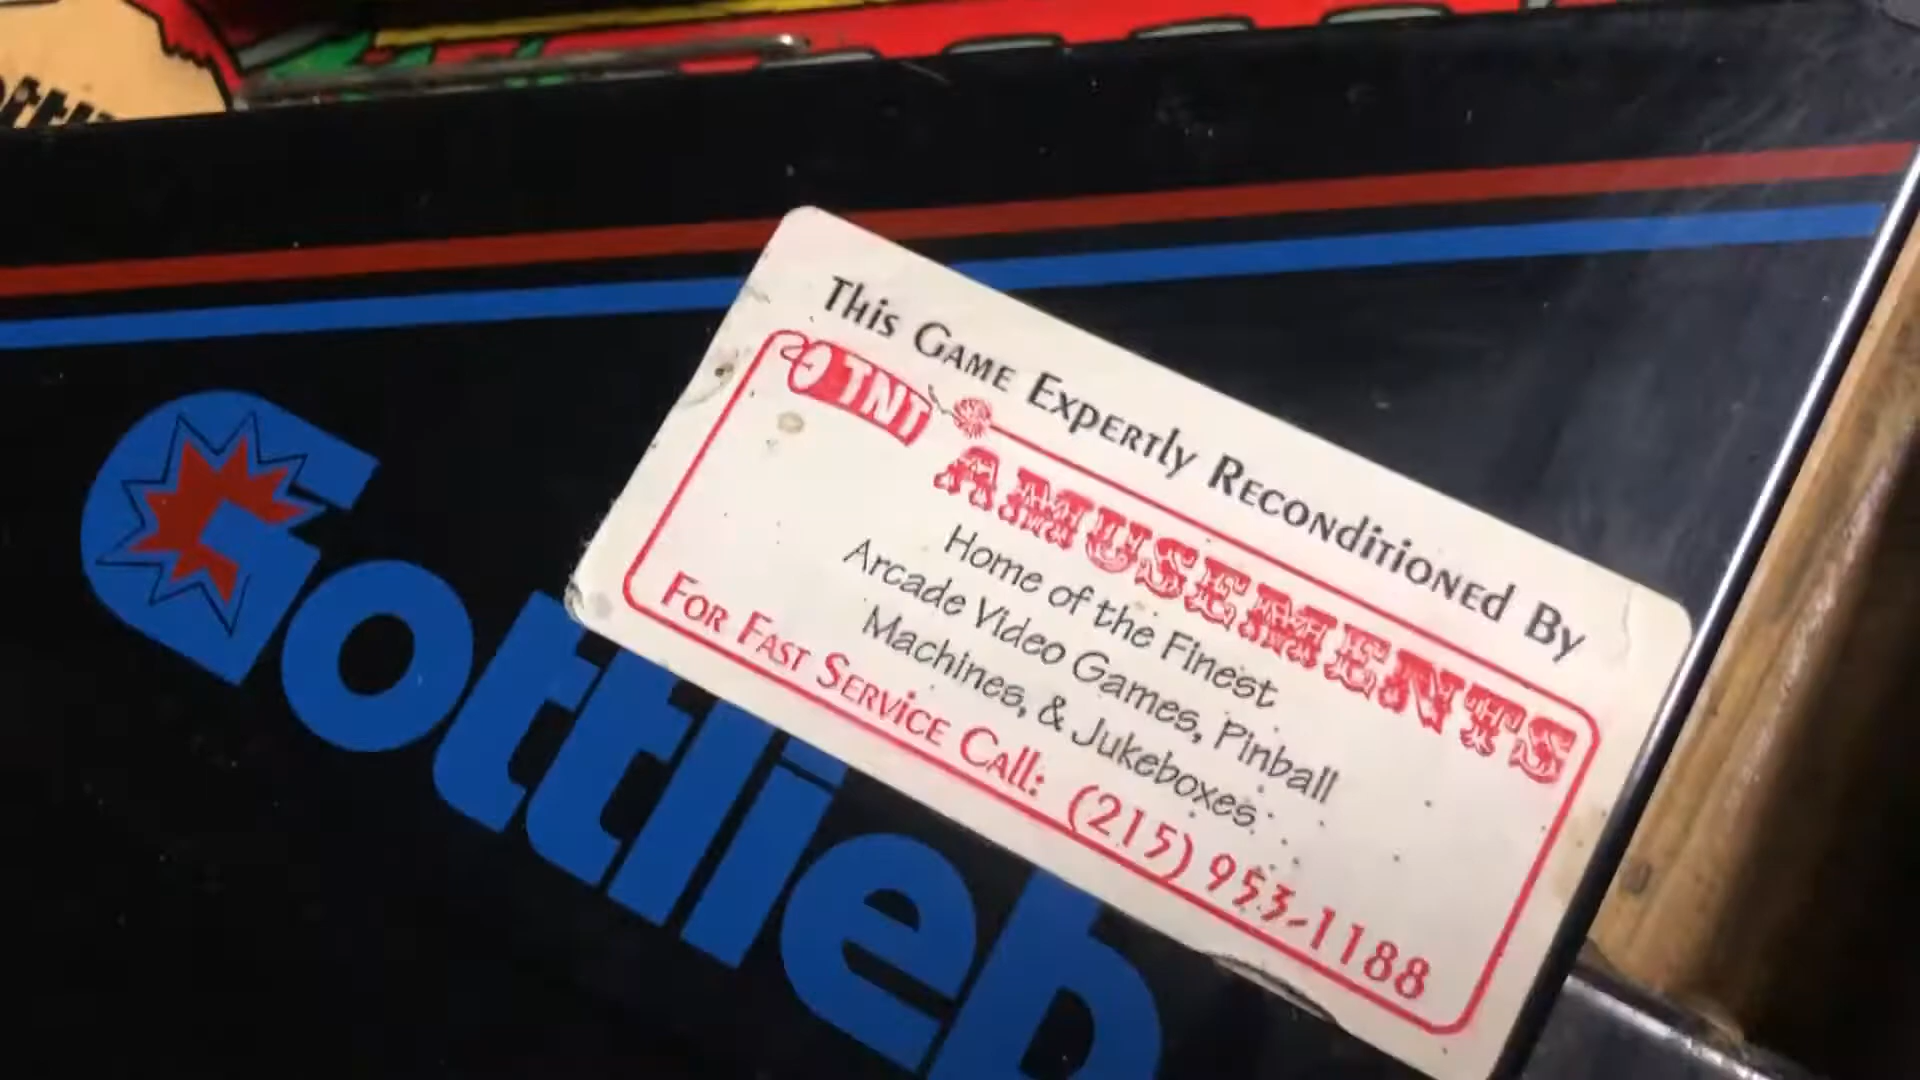 This Game Expertly Reconditioned By
TNT
AMUSEMENTS
Home of the Finest
Arcade Video Games, Pinball
Machines, & Jukeboxes
For Fast Service Call: (215) 953-1188
Gottlieb